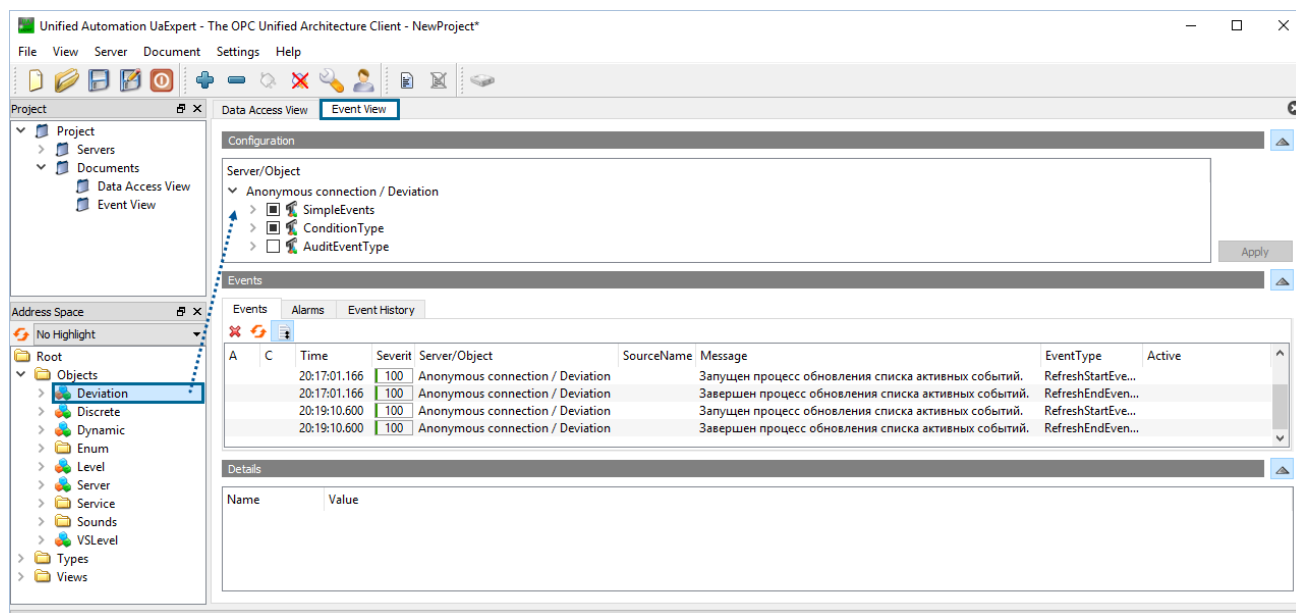 Unified Automation UaExpert - The OPC Unified Architecture Client - NewProject*
File View Server Document Settings Help
Project
Project
Servers
Documents
Data Access View
Event View
Address Space
No Highlight
Root
Objects
Deviation
Discrete
Dynamic
Enum
Level
Server
Service
Sounds
VSLevel
Types
Views
Data Access View Event View
Configuration
Server/Object
Anonymous connection / Deviation
SimpleEvents
ConditionType
AuditEventType
Apply
Events
Events Alarms Event History
A C Time Severit Server/Object SourceName Message EventType Active
20:17:01.166 100 Anonymous connection / Deviation Запущен процесс обновления списка активных событий. RefreshStartEve...
20:17:01.166 100 Anonymous connection / Deviation Завершен процесс обновления списка активных событий. RefreshEndEven...
20:19:10.600 100 Anonymous connection / Deviation Запущен процесс обновления списка активных событий. RefreshStartEve...
20:19:10.600 100 Anonymous connection / Deviation Завершен процесс обновления списка активных событий. RefreshEndEven...
Details
Name Value